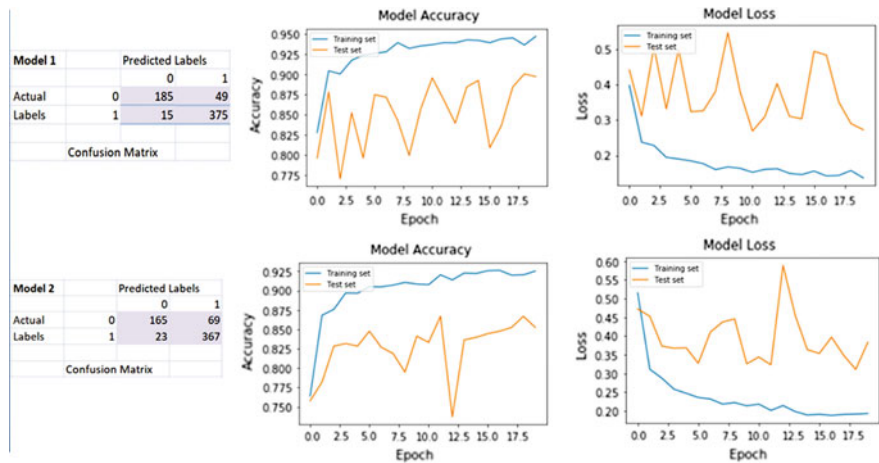 Model 1 Predicted Labels
0 1
Actual 0 185 49
Labels 1 15 375
Confusion Matrix
Model Accuracy
Training set
Test set
Accuracy
0.950
0.925
0.900
0.875
0.850
0.825
0.800
0.775
0.0 2.5 5.0 7.5 10.0 12.5 15.0 17.5
Epoch
Model Loss
Training set
Test set
Loss
0.5
0.4
0.3
0.2
0.0 2.5 5.0 7.5 10.0 12.5 15.0 17.5
Epoch
Model 2 Predicted Labels
0 1
Actual 0 165 69
Labels 1 23 367
Confusion Matrix
Model Accuracy
Training set
Test set
Accuracy
0.925
0.900
0.875
0.850
0.825
0.800
0.775
0.750
0.0 2.5 5.0 7.5 10.0 12.5 15.0 17.5
Epoch
Model Loss
Training set
Test set
Loss
0.60
0.55
0.50
0.45
0.40
0.35
0.30
0.25
0.20
0.0 2.5 5.0 7.5 10.0 12.5 15.0 17.5
Epoch